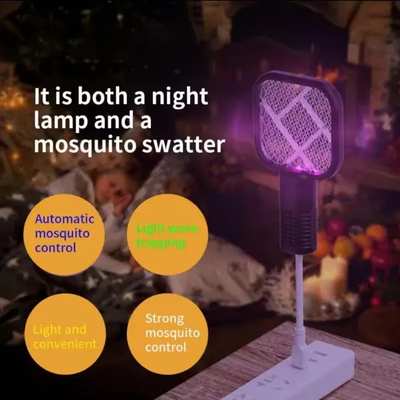 It is both a night
lamp and a
mosquito swatter
Automatic
mosquito
control
Light wave
trapping
Light and
convenient
Strong
mosquito
control